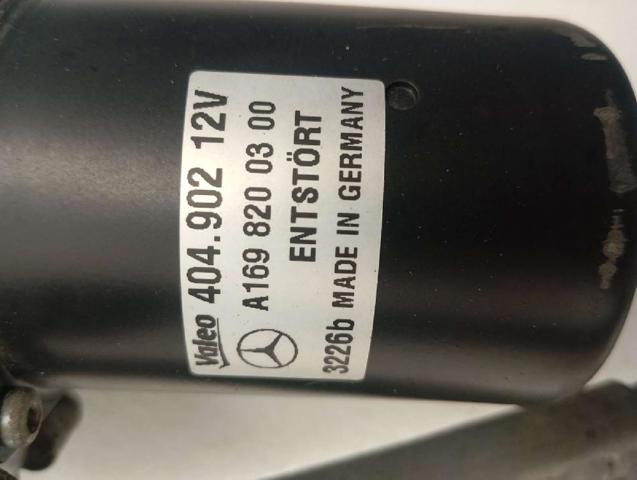 Valeo 404.902 12V
A169 820 03 00
ENTSTÖRT
3226b MADE IN GERMANY